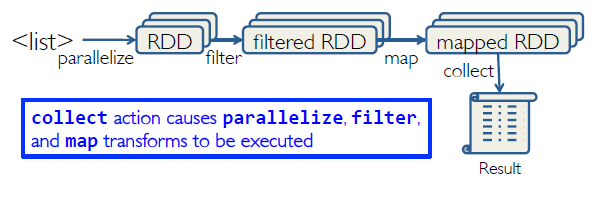 <list> RDD filtered RDD mapped RDD
parallelize filter map collect
collect action causes parallelize, filter,
and map transforms to be executed
Result